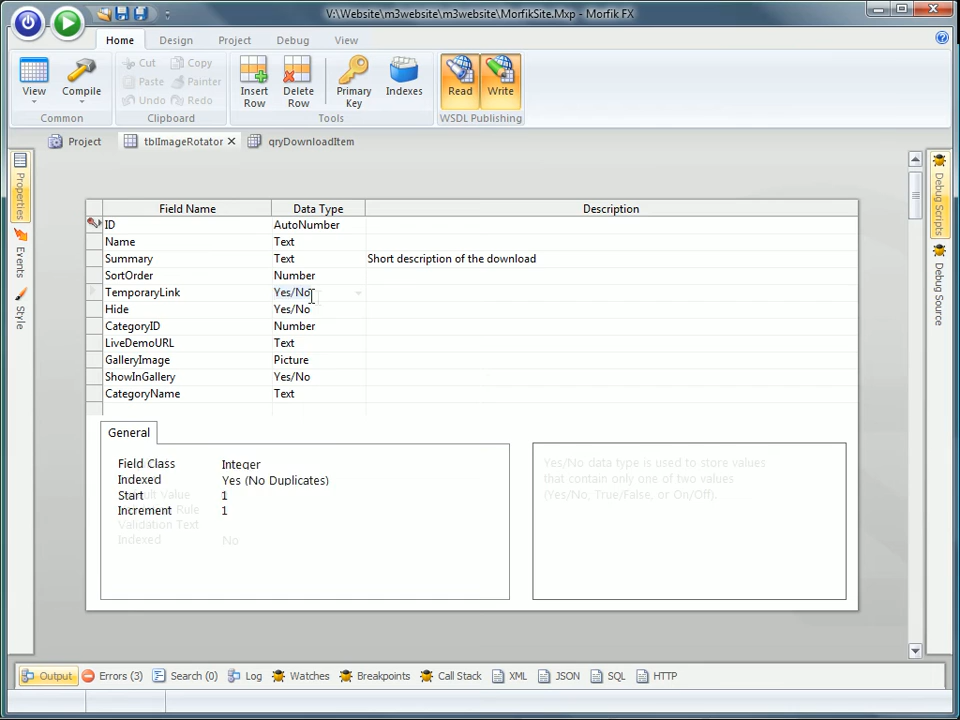 V:\Website\m3website\m3website\MorfikSite.Mxp - Morfik FX
Home Design Project Debug View
View
Compile
Cut Copy
Paste Painter
Undo Redo
Insert Row
Delete Row
Primary Key
Indexes
Read
Write
Common Clipboard Tools WSDL Publishing
Project tblImageRotator qryDownloadItem
Properties
Events
Style
Field Name Data Type Description
ID AutoNumber
Name Text
Summary Text Short description of the download
SortOrder Number
TemporaryLink Yes/No
Hide Yes/No
CategoryID Number
LiveDemoURL Text
GalleryImage Picture
ShowInGallery Yes/No
CategoryName Text
General
Field Class Integer
Indexed Yes (No Duplicates)
Start 1
Increment 1
Validation Text
Indexed No
Yes/No data type is used to store values
that contain only one of two values
(Yes/No, True/False, or On/Off).
Debug Scripts
Debug Source
Output Errors (3) Search (0) Log Watches Breakpoints Call Stack XML JSON SQL HTTP